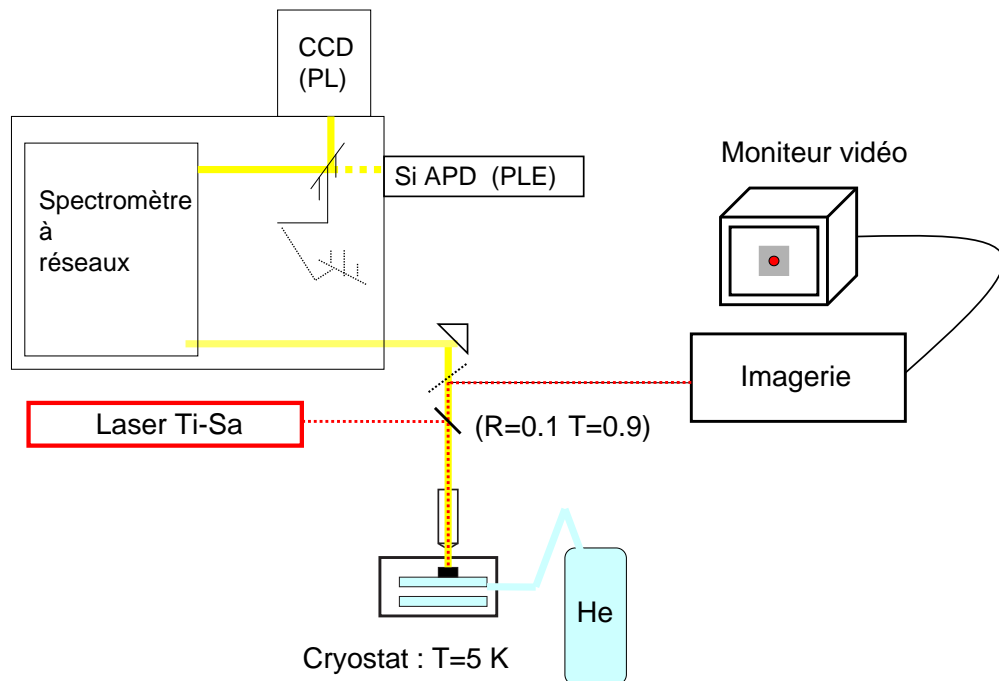 CCD
(PL)
Si APD (PLE)
Moniteur vidéo
Spectromètre
à
réseaux
Imagerie
Laser Ti-Sa
(R=0.1 T=0.9)
He
Cryostat : T=5 K